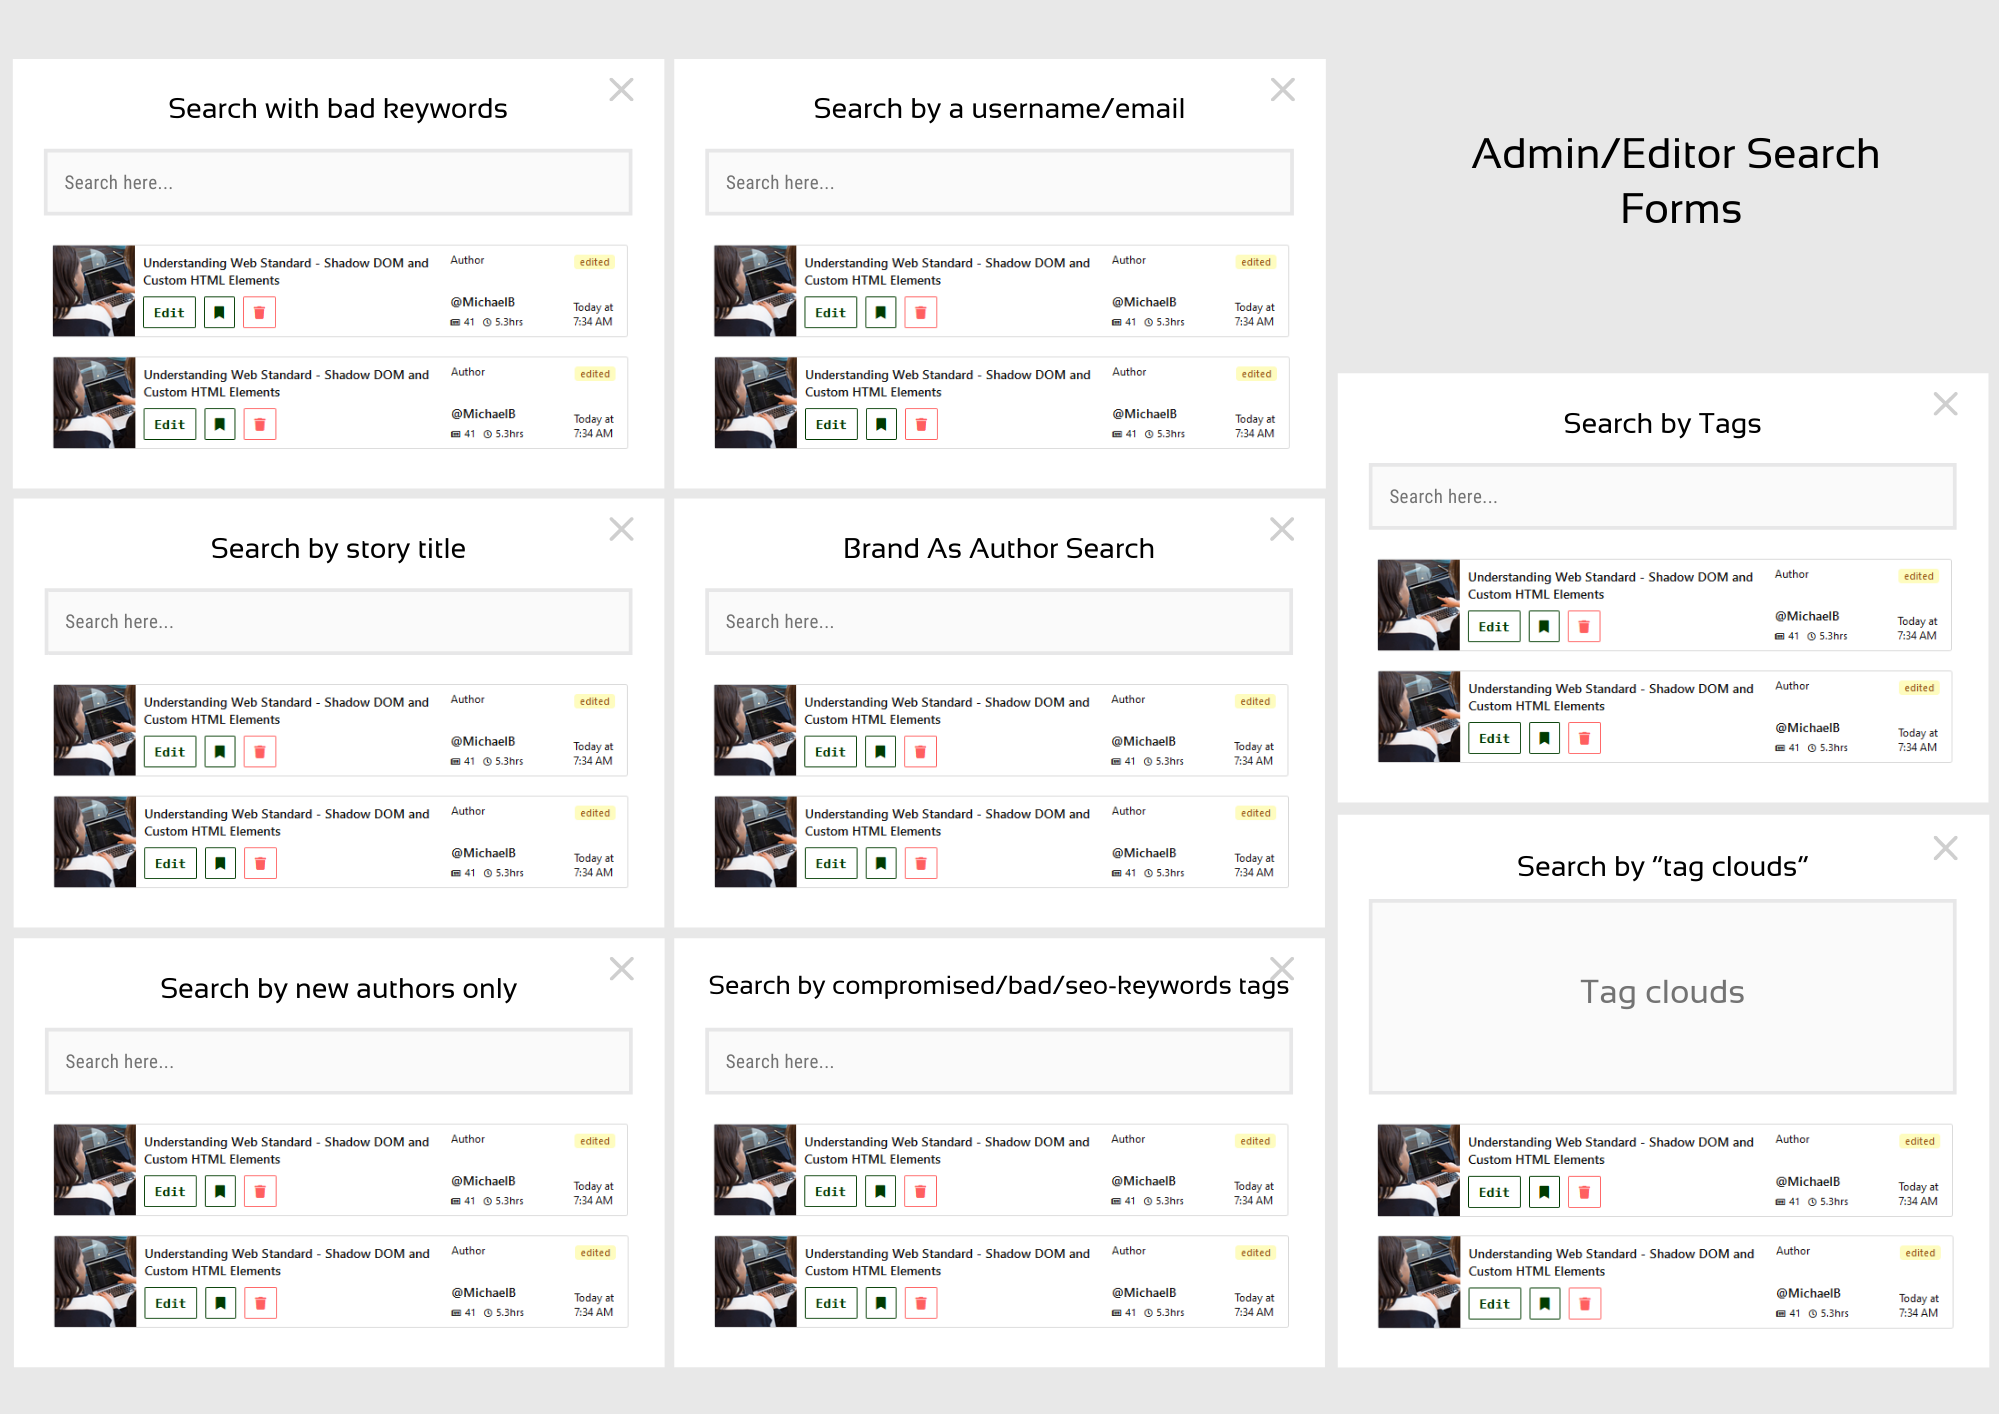 Search with bad keywords
Search here...
Understanding Web Standard - Shadow DOM and
Custom HTML Elements
Edit
Author
@MichaelB
41 5.3hrs
edited
Today at
7:34 AM
Understanding Web Standard - Shadow DOM and
Custom HTML Elements
Edit
Author
@MichaelB
41 5.3hrs
edited
Today at
7:34 AM
Search by a username/email
Search here...
Understanding Web Standard - Shadow DOM and
Custom HTML Elements
Edit
Author
@MichaelB
41 5.3hrs
edited
Today at
7:34 AM
Understanding Web Standard - Shadow DOM and
Custom HTML Elements
Edit
Author
@MichaelB
41 5.3hrs
edited
Today at
7:34 AM
Admin/Editor Search
Forms
Search by story title
Search here...
Understanding Web Standard - Shadow DOM and
Custom HTML Elements
Edit
Author
@MichaelB
41 5.3hrs
edited
Today at
7:34 AM
Understanding Web Standard - Shadow DOM and
Custom HTML Elements
Edit
Author
@MichaelB
41 5.3hrs
edited
Today at
7:34 AM
Brand As Author Search
Search here...
Understanding Web Standard - Shadow DOM and
Custom HTML Elements
Edit
Author
@MichaelB
41 5.3hrs
edited
Today at
7:34 AM
Understanding Web Standard - Shadow DOM and
Custom HTML Elements
Edit
Author
@MichaelB
41 5.3hrs
edited
Today at
7:34 AM
Search by Tags
Search here...
Understanding Web Standard - Shadow DOM and
Custom HTML Elements
Edit
Author
@MichaelB
41 5.3hrs
edited
Today at
7:34 AM
Understanding Web Standard - Shadow DOM and
Custom HTML Elements
Edit
Author
@MichaelB
41 5.3hrs
edited
Today at
7:34 AM
Search by new authors only
Search here...
Understanding Web Standard - Shadow DOM and
Custom HTML Elements
Edit
Author
@MichaelB
41 5.3hrs
edited
Today at
7:34 AM
Understanding Web Standard - Shadow DOM and
Custom HTML Elements
Edit
Author
@MichaelB
41 5.3hrs
edited
Today at
7:34 AM
Search by compromised/bad/seo-keywords tags
Search here...
Understanding Web Standard - Shadow DOM and
Custom HTML Elements
Edit
Author
@MichaelB
41 5.3hrs
edited
Today at
7:34 AM
Understanding Web Standard - Shadow DOM and
Custom HTML Elements
Edit
Author
@MichaelB
41 5.3hrs
edited
Today at
7:34 AM
Search by “tag clouds”
Tag clouds
Understanding Web Standard - Shadow DOM and
Custom HTML Elements
Edit
Author
@MichaelB
41 5.3hrs
edited
Today at
7:34 AM
Understanding Web Standard - Shadow DOM and
Custom HTML Elements
Edit
Author
@MichaelB
41 5.3hrs
edited
Today at
7:34 AM